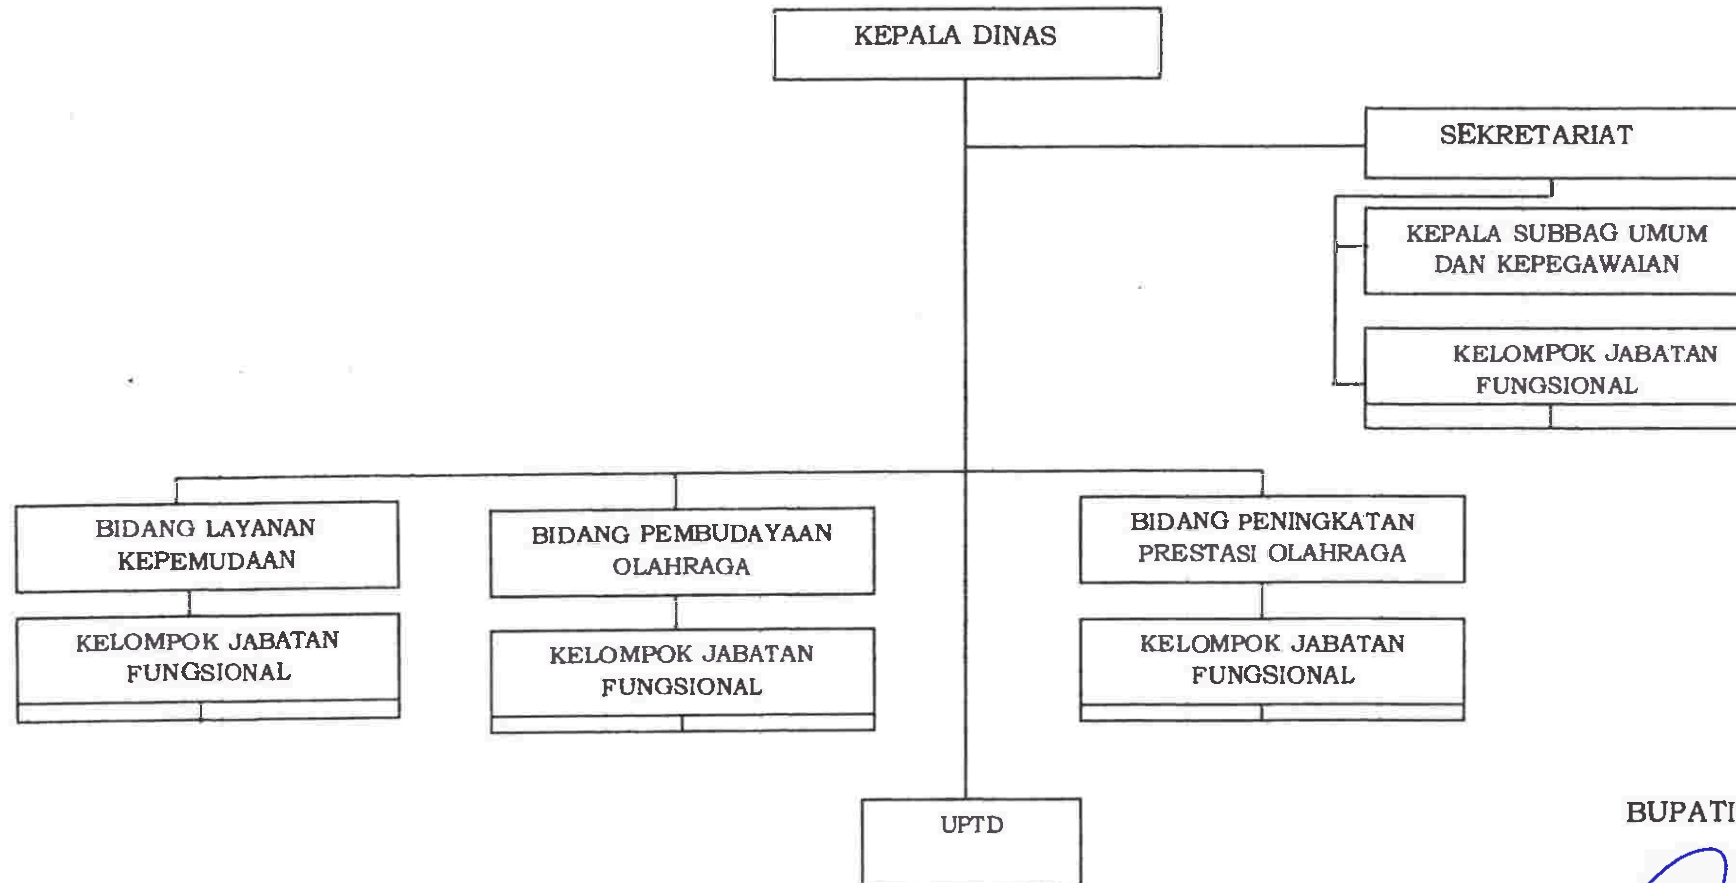 KEPALA DINAS
SEKRETARIAT
KEPALA SUBBAG UMUM
DAN KEPEGAWAIAN
KELOMPOK JABATAN
FUNGSIONAL
BIDANG LAYANAN
KEPEMUDAAN
BIDANG PEMBUDAYAAN
OLAHRAGA
BIDANG PENINGKATAN
PRESTASI OLAHRAGA
KELOMPOK JABATAN
FUNGSIONAL
KELOMPOK JABATAN
FUNGSIONAL
KELOMPOK JABATAN
FUNGSIONAL
UPTD
BUPATI